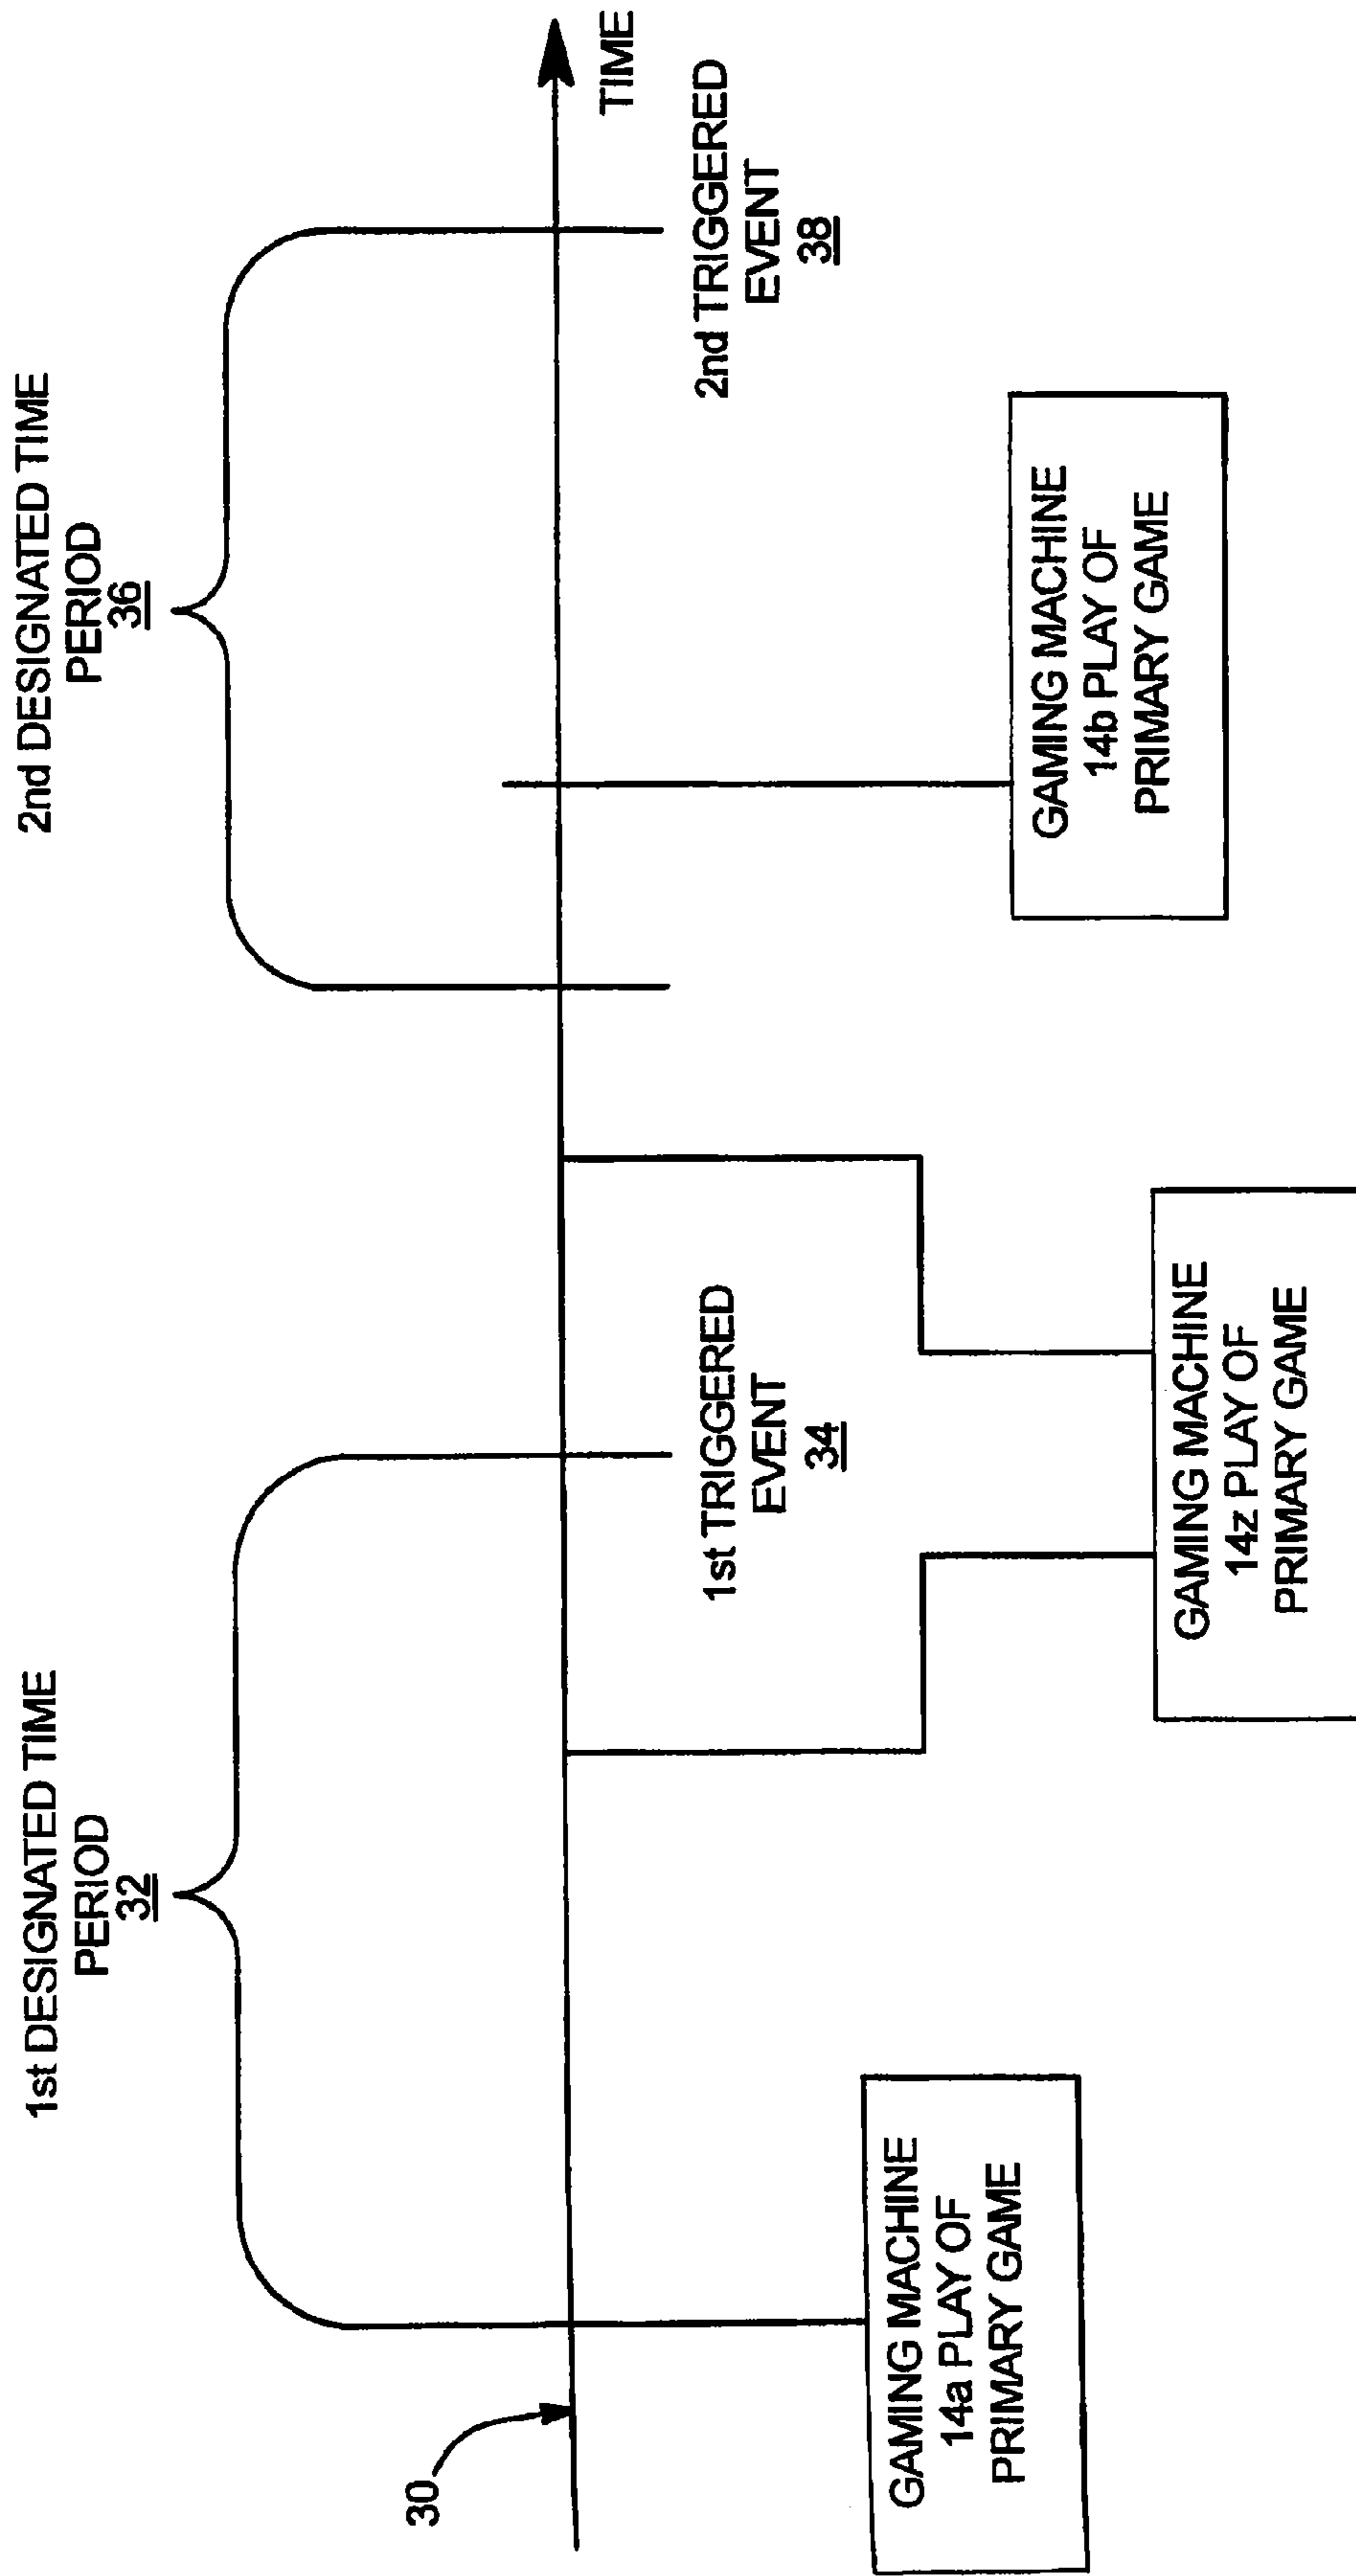 1st DESIGNATED TIME
PERIOD
32
2nd DESIGNATED TIME
PERIOD
36
30
TIME
1st TRIGGERED
EVENT
34
2nd TRIGGERED
EVENT
38
GAMING MACHINE
14a PLAY OF
PRIMARY GAME
GAMING MACHINE
14z PLAY OF
PRIMARY GAME
GAMING MACHINE
14b PLAY OF
PRIMARY GAME